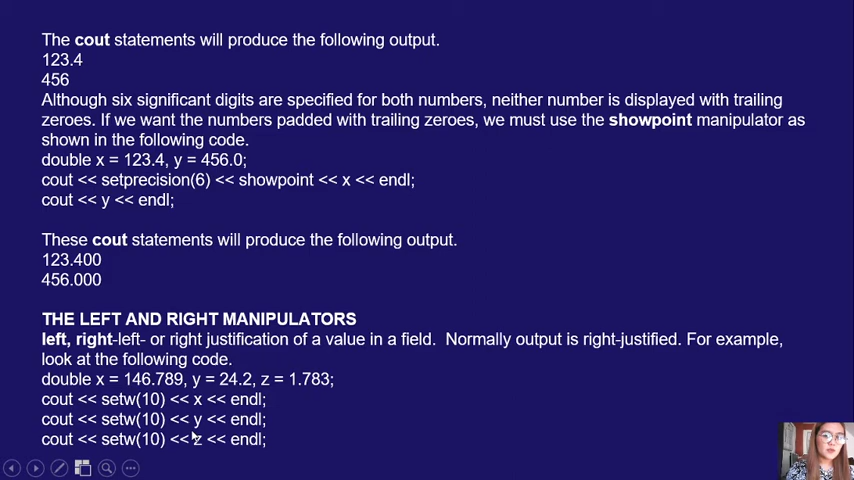 The cout statements will produce the following output.
123.4
456
Although six significant digits are specified for both numbers, neither number is displayed with trailing
zeroes. If we want the numbers padded with trailing zeroes, we must use the showpoint manipulator as
shown in the following code.
double x = 123.4, y = 456.0;
cout << setprecision(6) << showpoint << x << endl;
cout << y << endl;
These cout statements will produce the following output.
123.400
456.000
THE LEFT AND RIGHT MANIPULATORS
left, right-left- or right justification of a value in a field.  Normally output is right-justified. For example,
look at the following code.
double x = 146.789, y = 24.2, z = 1.783;
cout << setw(10) << x << endl;
cout << setw(10) << y << endl;
cout << setw(10) << z << endl;